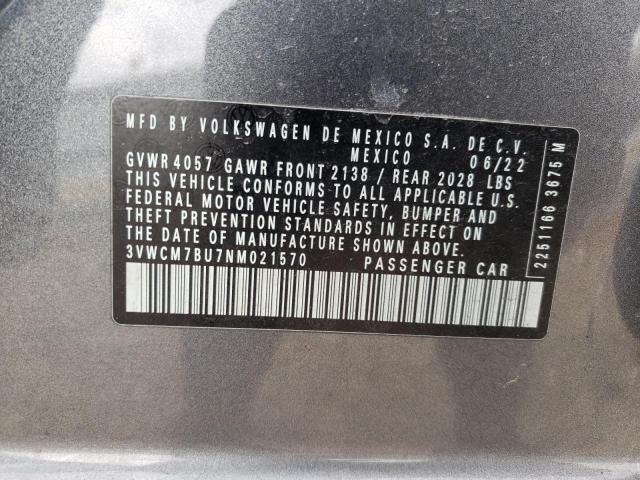 MFD BY VOLKSWAGEN DE MEXICO S.A. DE C.V.
MEXICO 06/22
GVWR 4057 GAWR FRONT 2138 / REAR 2028 LBS
THIS VEHICLE CONFORMS TO ALL APPLICABLE U.S.
FEDERAL MOTOR VEHICLE SAFETY, BUMPER AND
THEFT PREVENTION STANDARDS IN EFFECT ON
THE DATE OF MANUFACTURE SHOWN ABOVE.
3VWCM7BU7NM021570 PASSENGER CAR
2251166 3675 M